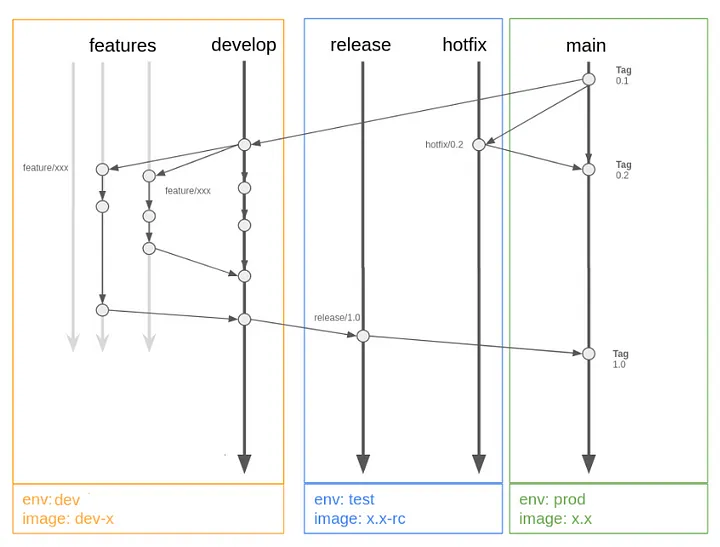 features
develop
release
hotfix
main
Tag
0.1
hotfix/0.2
feature/xxx
Tag
0.2
feature/xxx
release/1.0
Tag
1.0
env: dev
image: dev-x
env: test
image: x.x-rc
env: prod
image: x.x